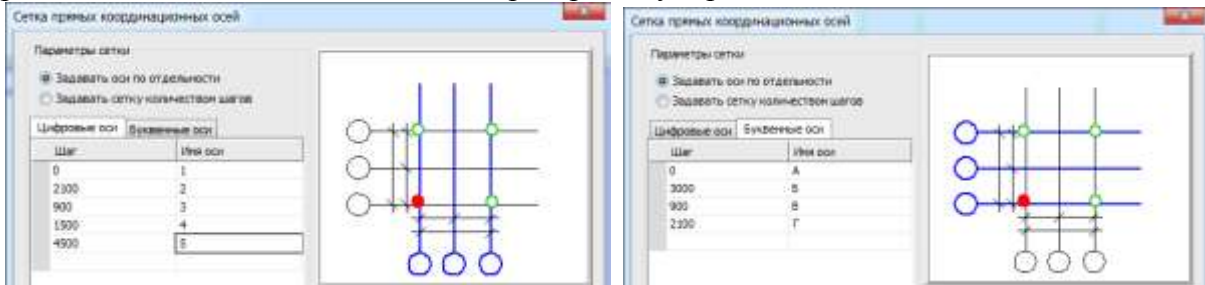 Сетка прямых координационных осей
Параметры сетки
Задавать оси по отдельности
Задавать сетку количеством шагов
Цифровые оси Буквенные оси
Шаг Имя оси
0 1
2100 2
900 3
1500 4
4500 5
Сетка прямых координационных осей
Параметры сетки
Задавать оси по отдельности
Задавать сетку количеством шагов
Цифровые оси Буквенные оси
Шаг Имя оси
0 А
3000 Б
900 В
2100 Г